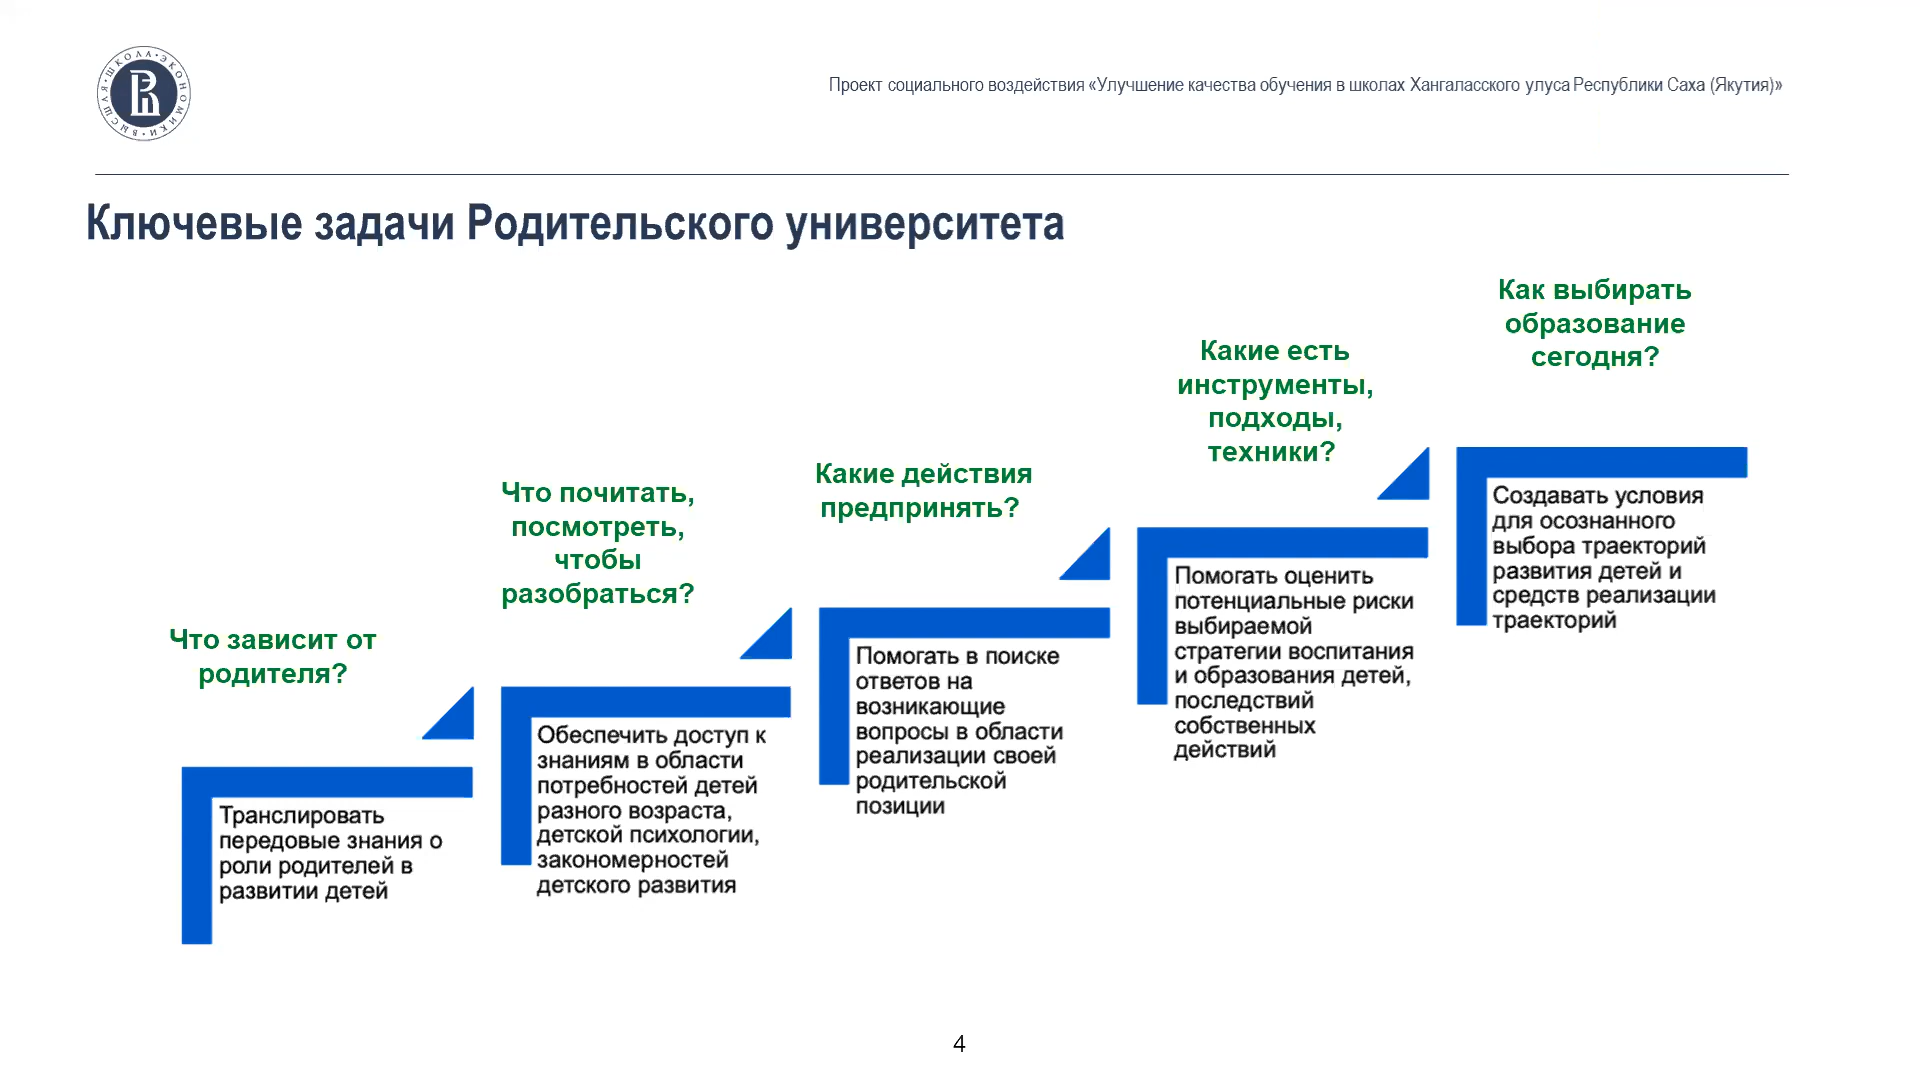 ВЫСШАЯ • ШКОЛА • ЭКОНОМИКИ •
Проект социального воздействия «Улучшение качества обучения в школах Хангаласского улуса Республики Саха (Якутия)»
Ключевые задачи Родительского университета
Что зависит от
родителя?
Транслировать
передовые знания о
роли родителей в
развитии детей
Что почитать,
посмотреть,
чтобы
разобраться?
Обеспечить доступ к
знаниям в области
потребностей детей
разного возраста,
детской психологии,
закономерностей
детского развития
Какие действия
предпринять?
Помогать в поиске
ответов на
возникающие
вопросы в области
реализации своей
родительской
позиции
Какие есть
инструменты,
подходы,
техники?
Помогать оценить
потенциальные риски
выбираемой
стратегии воспитания
и образования детей,
последствий
собственных
действий
Как выбирать
образование
сегодня?
Создавать условия
для осознанного
выбора траекторий
развития детей и
средств реализации
траекторий
4